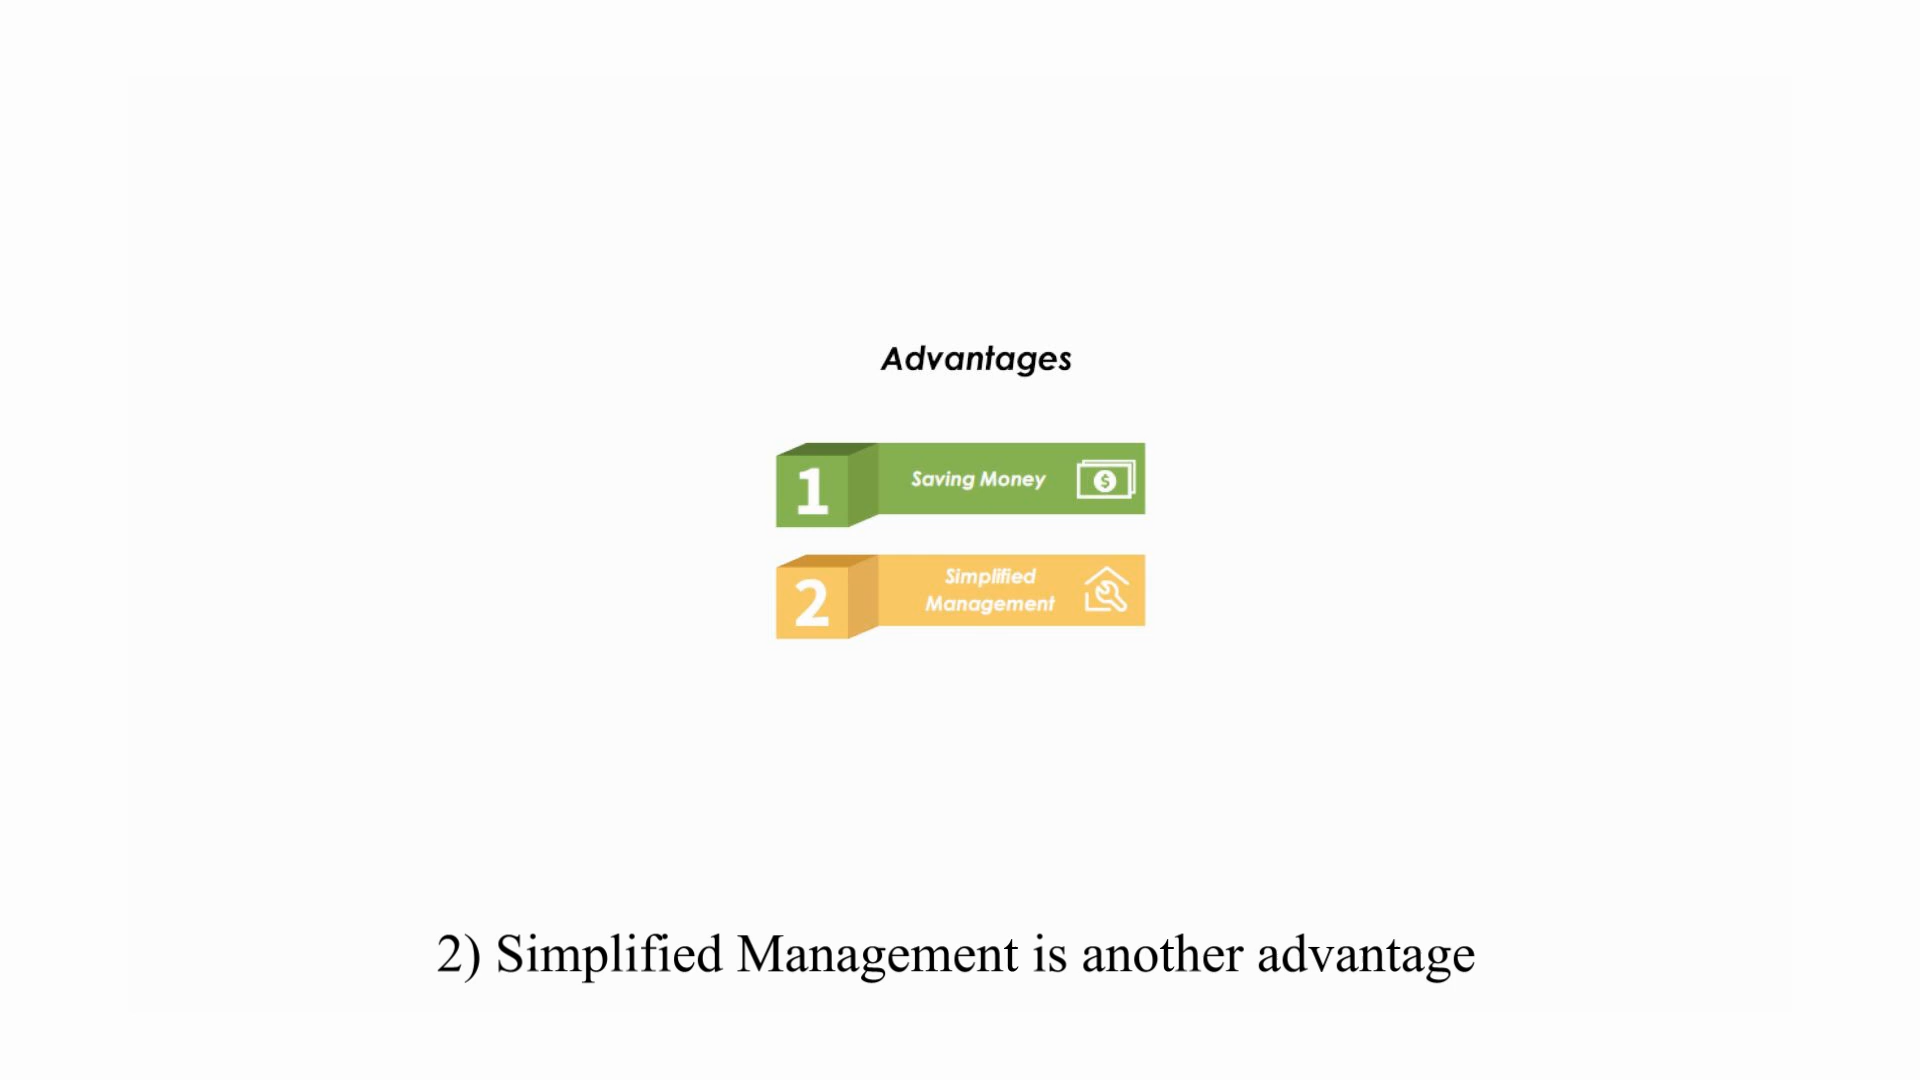 Advantages
1
Saving Money
$
2
Simplified
Management
2) Simplified Management is another advantage